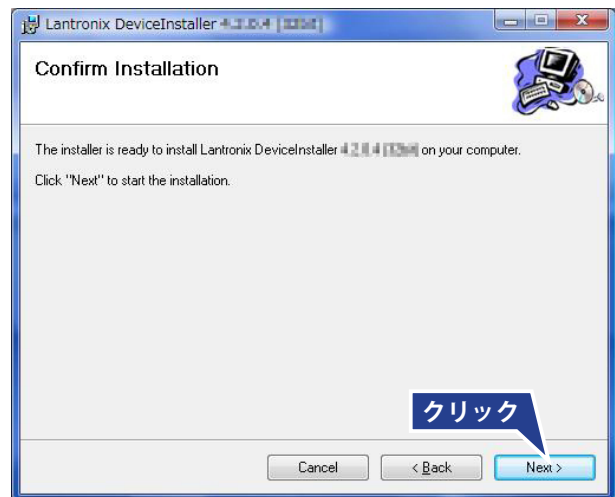 Lantronix DeviceInstaller
Confirm Installation
The installer is ready to install Lantronix DeviceInstaller on your computer.
Click "Next" to start the installation.
クリック
Cancel
< Back
Next >